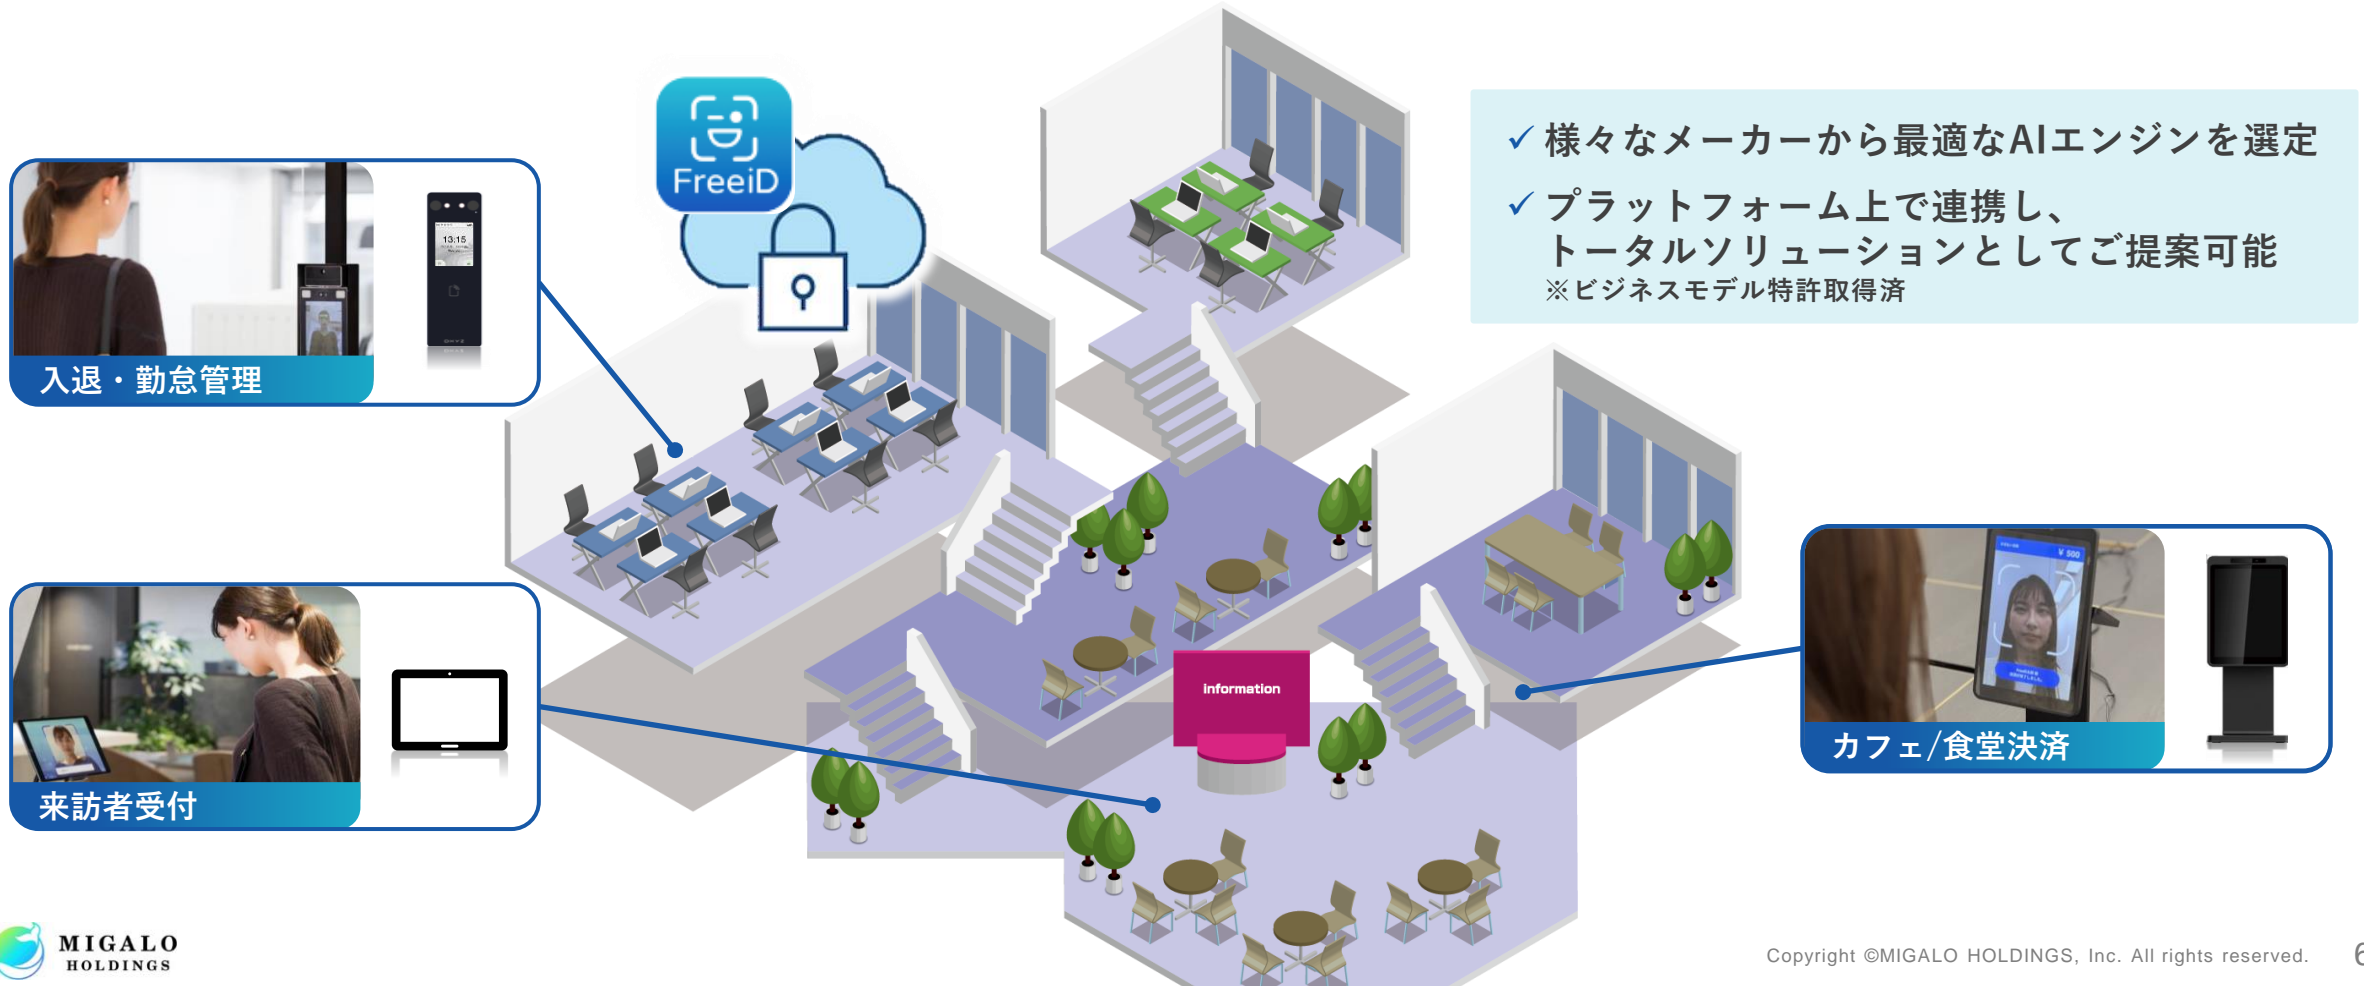 FreeiD
✓ 様々なメーカーから最適なAIエンジンを選定
✓ プラットフォーム上で連携し、
トータルソリューションとしてご提案可能
※ビジネスモデル特許取得済
13:15
入退・勤怠管理
information
¥ 500
カフェ/食堂決済
来訪者受付
MIGALO
HOLDINGS
Copyright ©MIGALO HOLDINGS, Inc. All rights reserved.
6